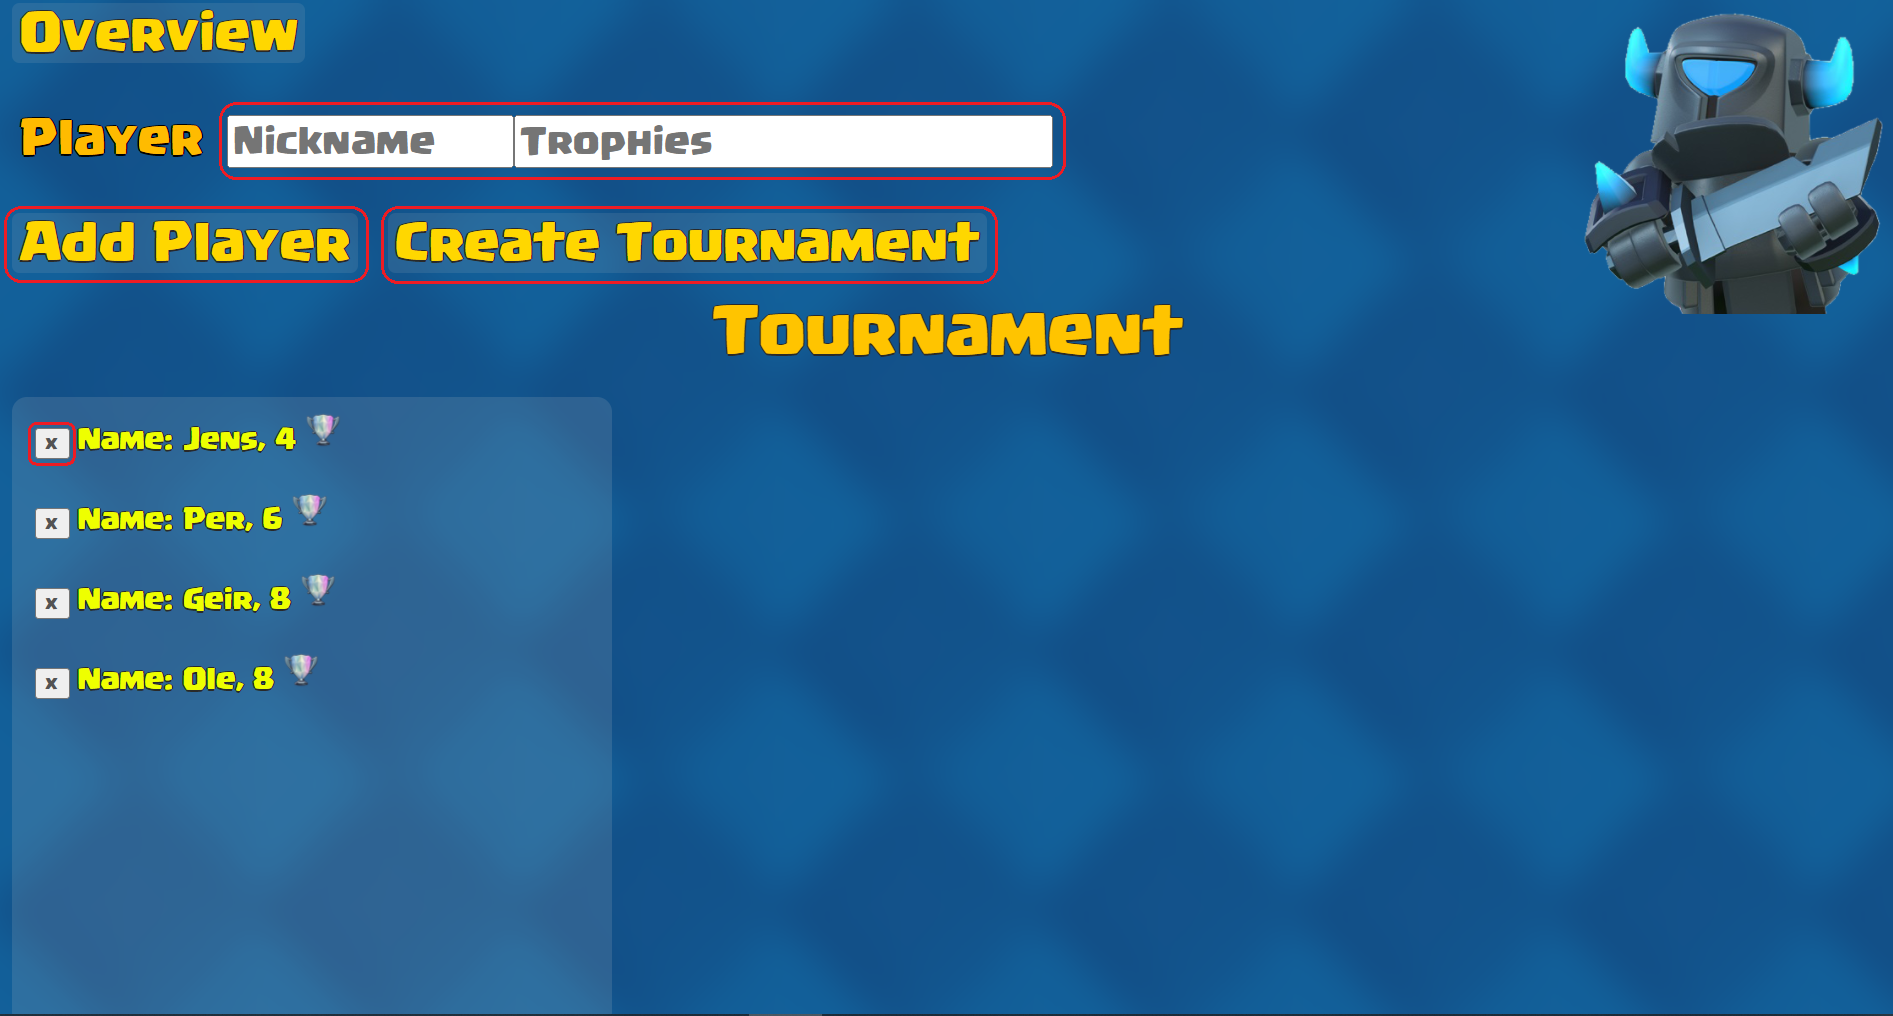 Overview
Player Nickname Trophies
Add Player Create Tournament
Tournament
x Name: Jens, 4
x Name: Per, 6
x Name: Geir, 8
x Name: Ole, 8